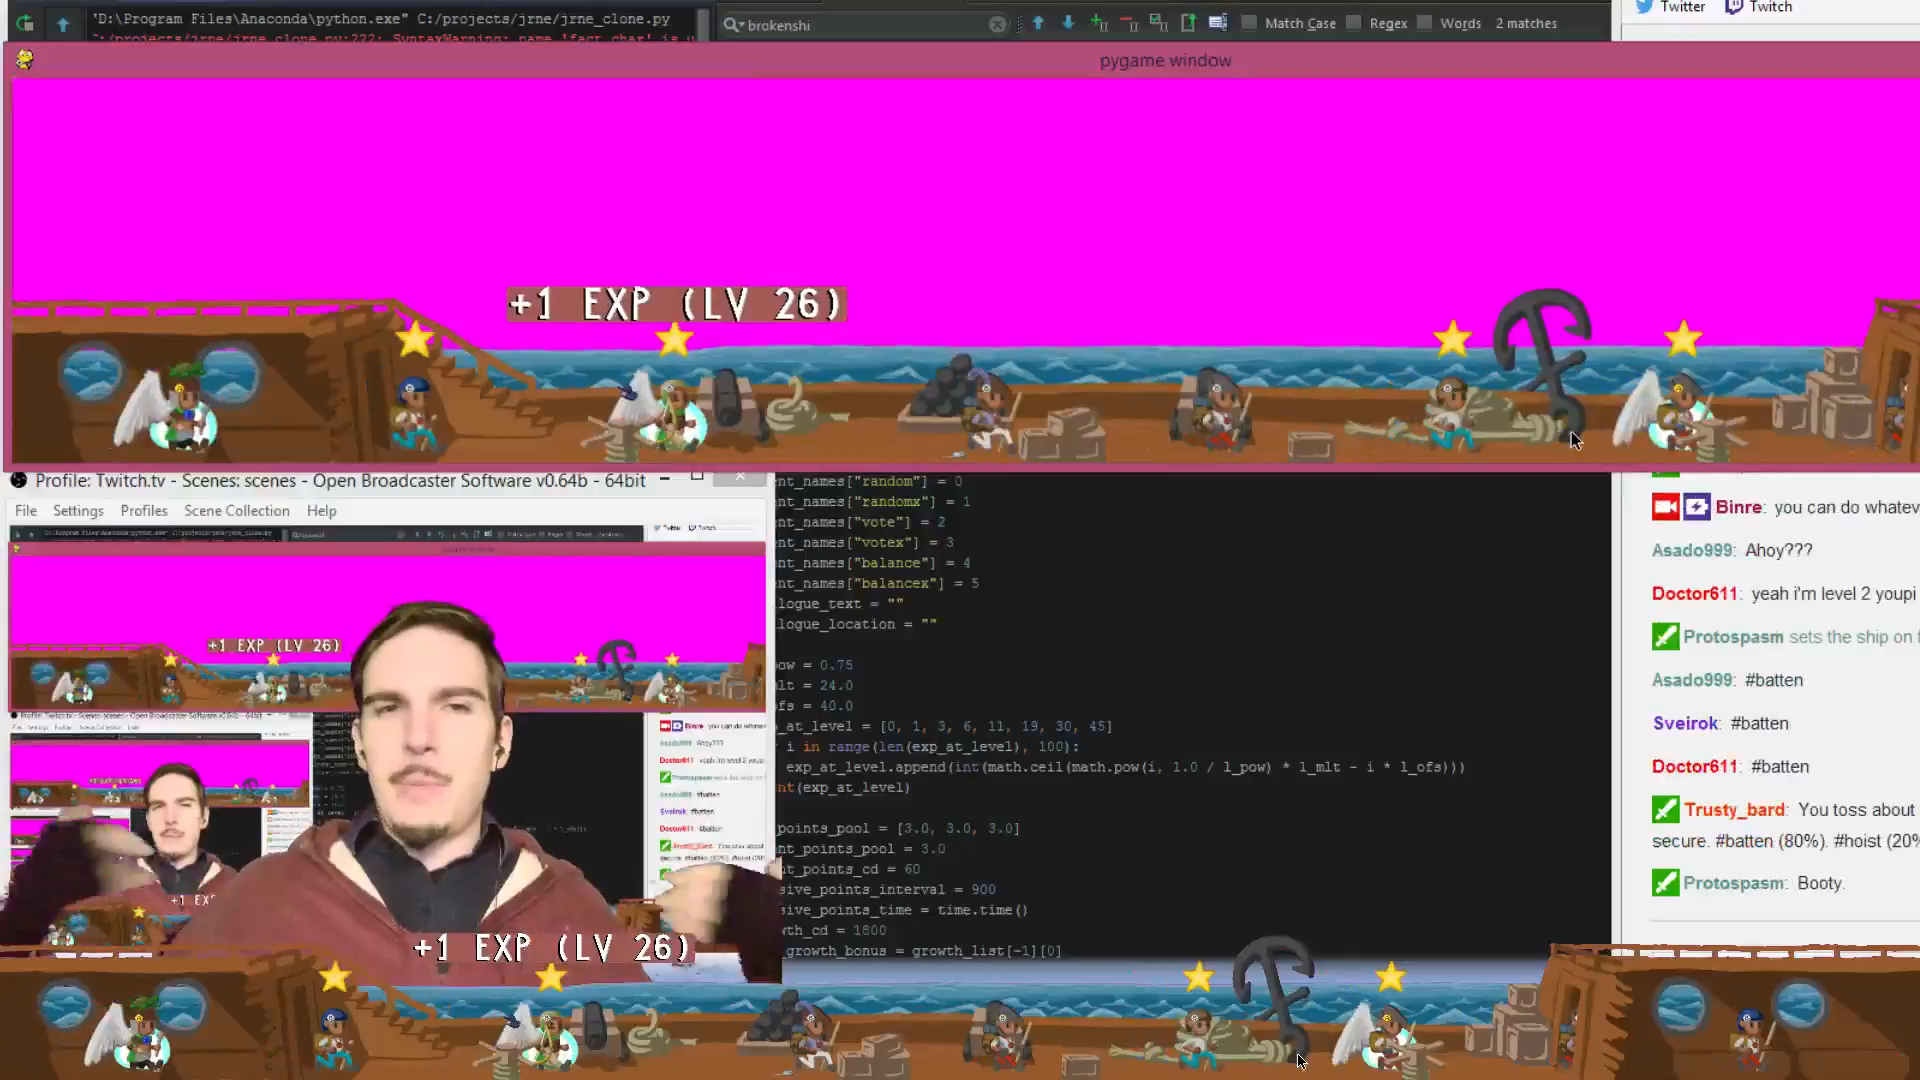 "D:\Program Files\Anaconda\python.exe" C:/projects/jrne/jrne_clone.py
brokenshi
Match Case
Regex
Words
2 matches
Twitter
Twitch
pygame window
+1 EXP (LV 26)
Profile: Twitch.tv - Scenes: scenes - Open Broadcaster Software v0.64b - 64bit
File Settings Profiles Scene Collection Help
+1 EXP (LV 26)
nt_names["random"] = 0
nt_names["randomx"] = 1
nt_names["vote"] = 2
nt_names["votex"] = 3
nt_names["balance"] = 4
nt_names["balancex"] = 5
logue_text = ""
logue_location = ""
ow = 0.75
lt = 24.0
fs = 40.0
_at_level = [0, 1, 3, 6, 11, 19, 30, 45]
i in range(len(exp_at_level), 100):
exp_at_level.append(int(math.ceil(math.pow(i, 1.0 / l_pow) * l_mlt - i * l_ofs)))
nt(exp_at_level)
points_pool = [3.0, 3.0, 3.0]
nt_points_pool = 3.0
nt_points_cd = 60
sive_points_interval = 900
sive_points_time = time.time()
wth_cd = 1800
_growth_bonus = growth_list[-1][0]
Binre: you can do whatev
Asado999: Ahoy???
Doctor611: yeah i'm level 2 youpi
Protospasm sets the ship on
Asado999: #batten
Sveirok: #batten
Doctor611: #batten
Trusty_bard: You toss about
secure. #batten (80%). #hoist (20%
Protospasm: Booty.
+1 EXP (LV 26)